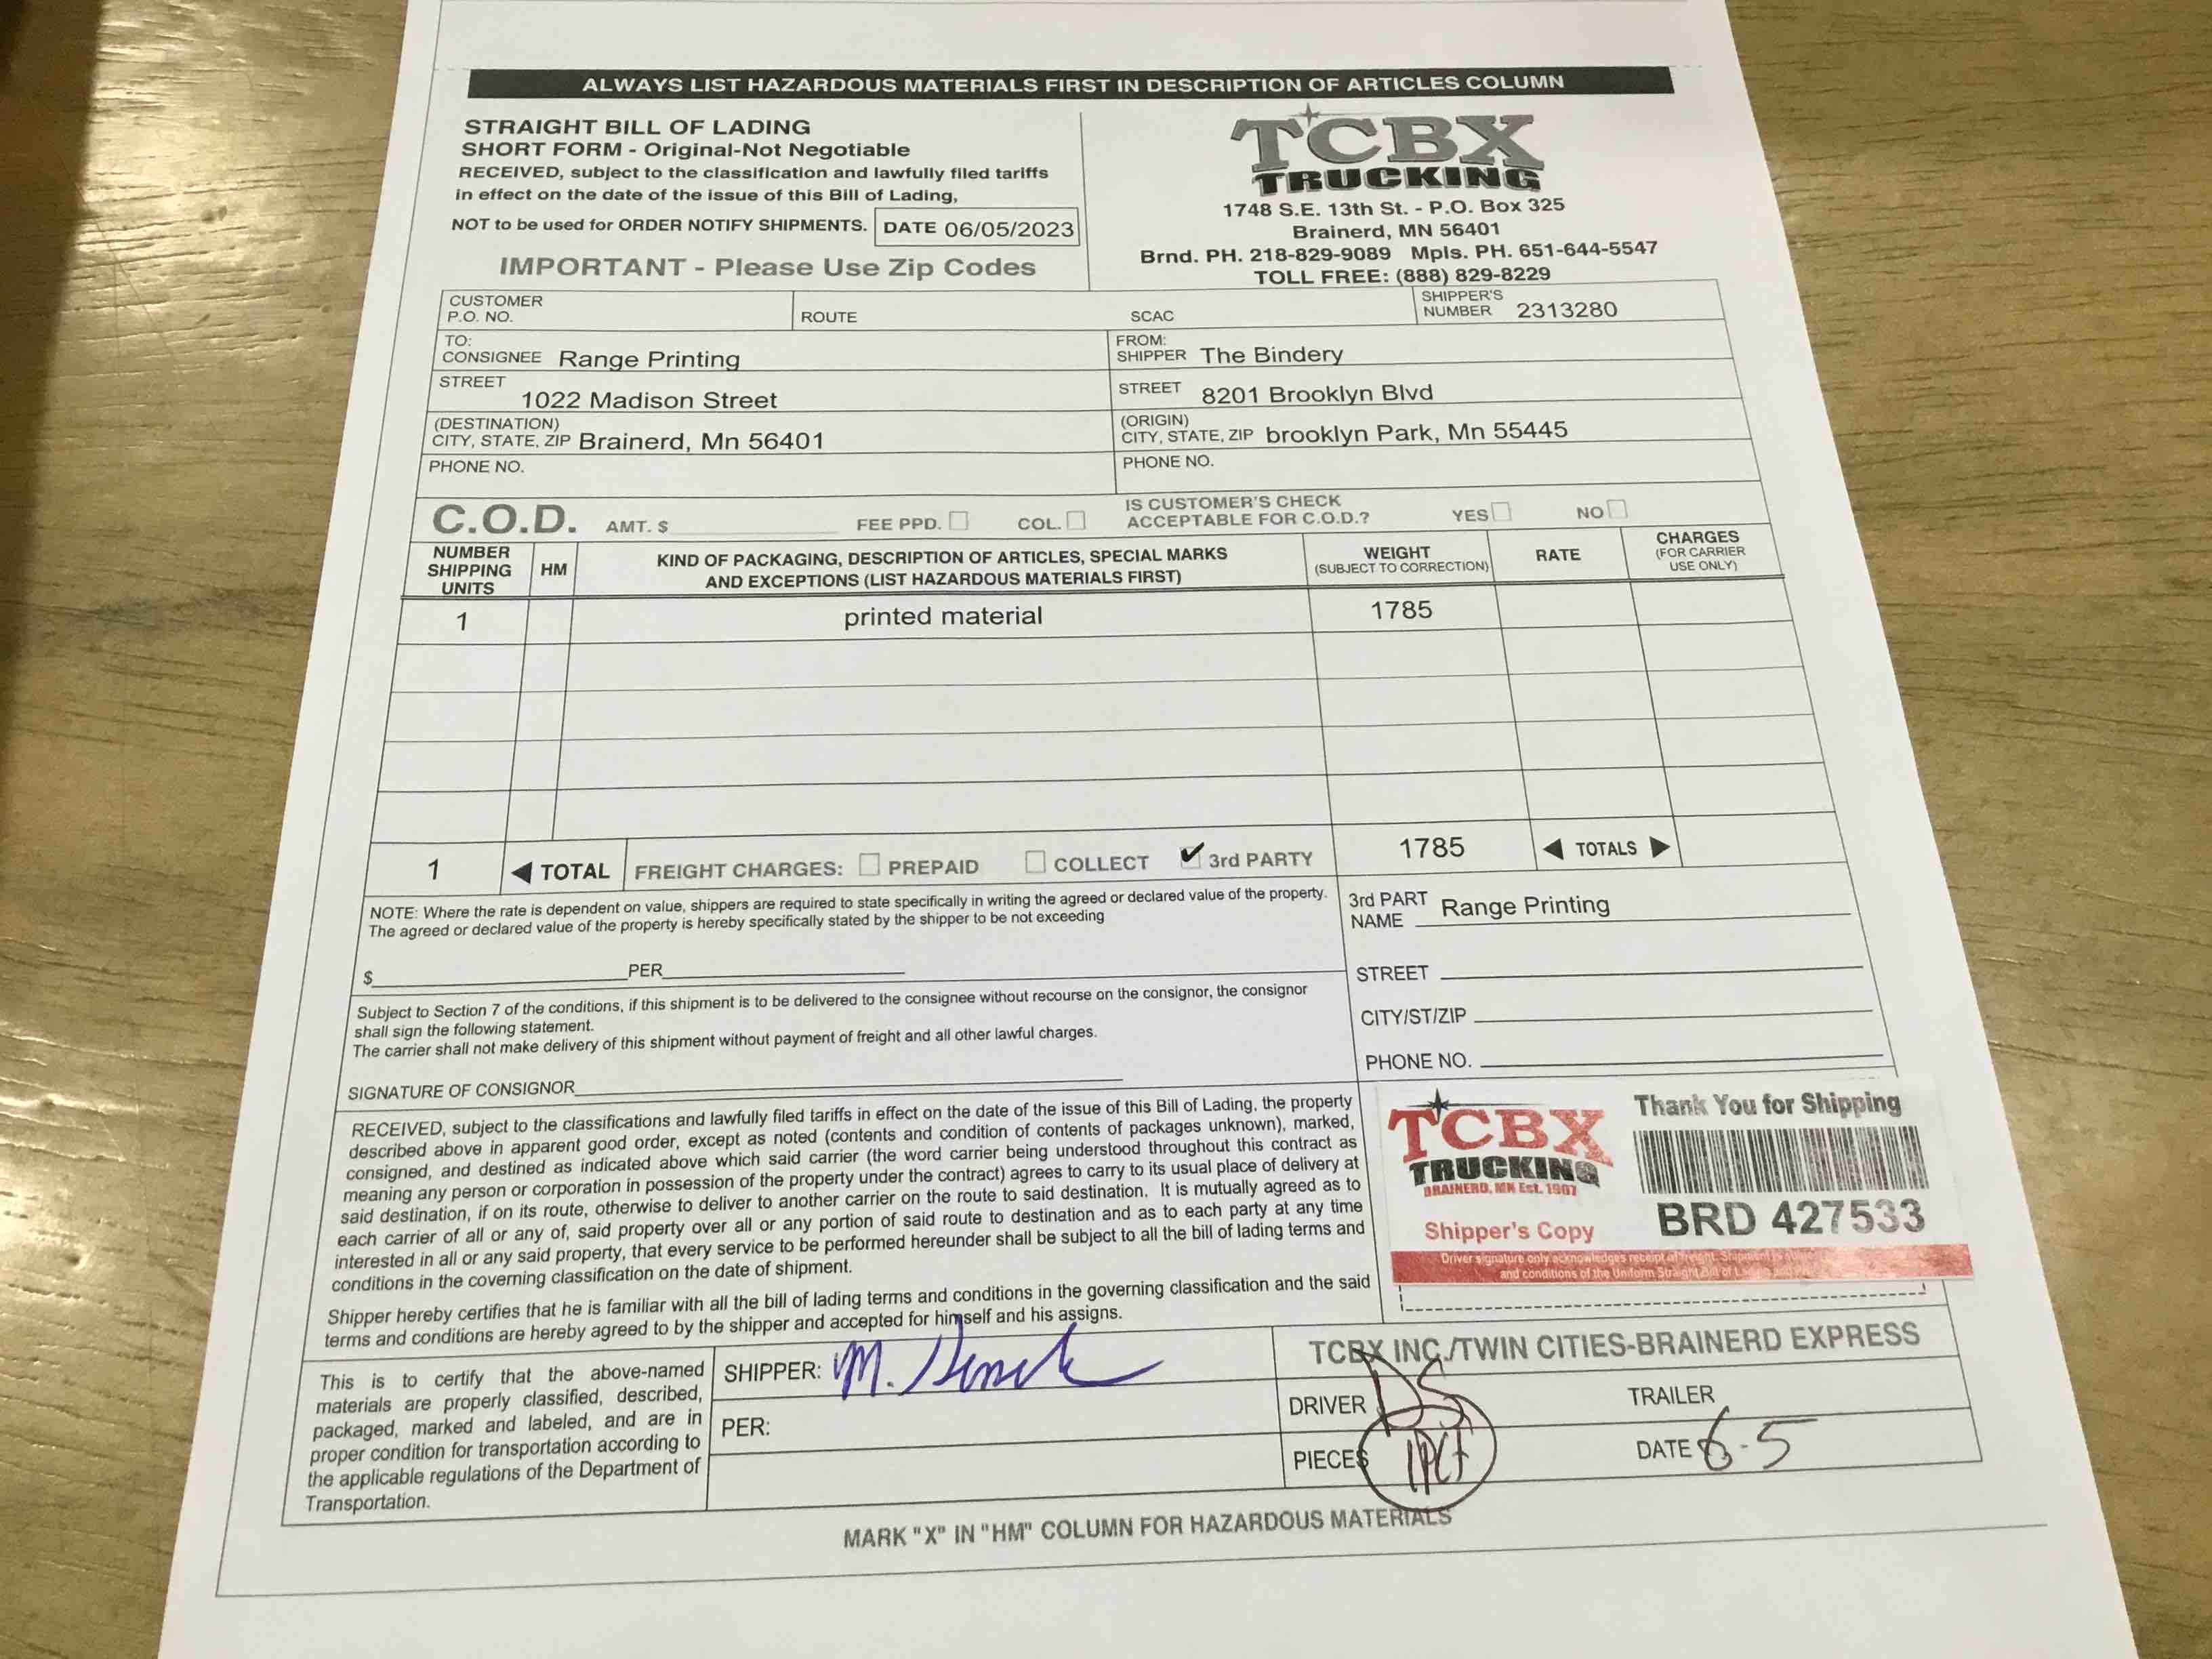 ALWAYS LIST HAZARDOUS MATERIALS FIRST IN DESCRIPTION OF ARTICLES COLUMN
STRAIGHT BILL OF LADING
SHORT FORM - Original-Not Negotiable
RECEIVED, subject to the classification and lawfully filed tariffs
in effect on the date of the issue of this Bill of Lading,
NOT to be used for ORDER NOTIFY SHIPMENTS. DATE 06/05/2023
IMPORTANT - Please Use Zip Codes
TCBX
TRUCKING
1748 S.E. 13th St. - P.O. Box 325
Brainerd, MN 56401
Brnd. PH. 218-829-9089 Mpls. PH. 651-644-5547
TOLL FREE: (888) 829-8229
CUSTOMER
P.O. NO.
ROUTE
SCAC
SHIPPER'S
NUMBER 2313280
TO:
CONSIGNEE Range Printing
STREET
1022 Madison Street
(DESTINATION)
CITY, STATE, ZIP Brainerd, Mn 56401
PHONE NO.
FROM:
SHIPPER The Bindery
STREET 8201 Brooklyn Blvd
(ORIGIN)
CITY, STATE, ZIP brooklyn Park, Mn 55445
PHONE NO.
C.O.D. AMT. $ FEE PPD. COL.
IS CUSTOMER'S CHECK
ACCEPTABLE FOR C.O.D.? YES NO
NUMBER
SHIPPING
UNITS
HM
KIND OF PACKAGING, DESCRIPTION OF ARTICLES, SPECIAL MARKS
AND EXCEPTIONS (LIST HAZARDOUS MATERIALS FIRST)
WEIGHT
(SUBJECT TO CORRECTION)
RATE
CHARGES
(FOR CARRIER
USE ONLY)
1 printed material 1785
1 ◀ TOTAL FREIGHT CHARGES: PREPAID COLLECT ✔ 3rd PARTY 1785 ◀ TOTALS ▶
NOTE: Where the rate is dependent on value, shippers are required to state specifically in writing the agreed or declared value of the property.
The agreed or declared value of the property is hereby specifically stated by the shipper to be not exceeding
$ PER
3rd PART
NAME Range Printing
STREET
CITY/ST/ZIP
PHONE NO.
Subject to Section 7 of the conditions, if this shipment is to be delivered to the consignee without recourse on the consignor, the consignor
shall sign the following statement.
The carrier shall not make delivery of this shipment without payment of freight and all other lawful charges.
SIGNATURE OF CONSIGNOR
RECEIVED, subject to the classifications and lawfully filed tariffs in effect on the date of the issue of this Bill of Lading, the property
described above in apparent good order, except as noted (contents and condition of contents of packages unknown), marked,
consigned, and destined as indicated above which said carrier (the word carrier being understood throughout this contract as
meaning any person or corporation in possession of the property under the contract) agrees to carry to its usual place of delivery at
said destination, if on its route, otherwise to deliver to another carrier on the route to said destination. It is mutually agreed as to
each carrier of all or any of, said property over all or any portion of said route to destination and as to each party at any time
interested in all or any said property, that every service to be performed hereunder shall be subject to all the bill of lading terms and
conditions in the coverning classification on the date of shipment.
Shipper hereby certifies that he is familiar with all the bill of lading terms and conditions in the governing classification and the said
terms and conditions are hereby agreed to by the shipper and accepted for himself and his assigns.
TCBX
TRUCKING
BRAINERD, MN Est. 1907
Shipper's Copy
Thank You for Shipping
BRD 427533
Driver signature only acknowledges receipt of freight. Shipment is
and conditions of the Uniform Straight Bill of
This is to certify that the above-named
materials are properly classified, described,
packaged, marked and labeled, and are in
proper condition for transportation according to
the applicable regulations of the Department of
Transportation.
SHIPPER: M.
PER:
TCBX INC./TWIN CITIES-BRAINERD EXPRESS
DRIVER DS TRAILER
PIECES 1PCT DATE 6-5
MARK "X" IN "HM" COLUMN FOR HAZARDOUS MATERIALS